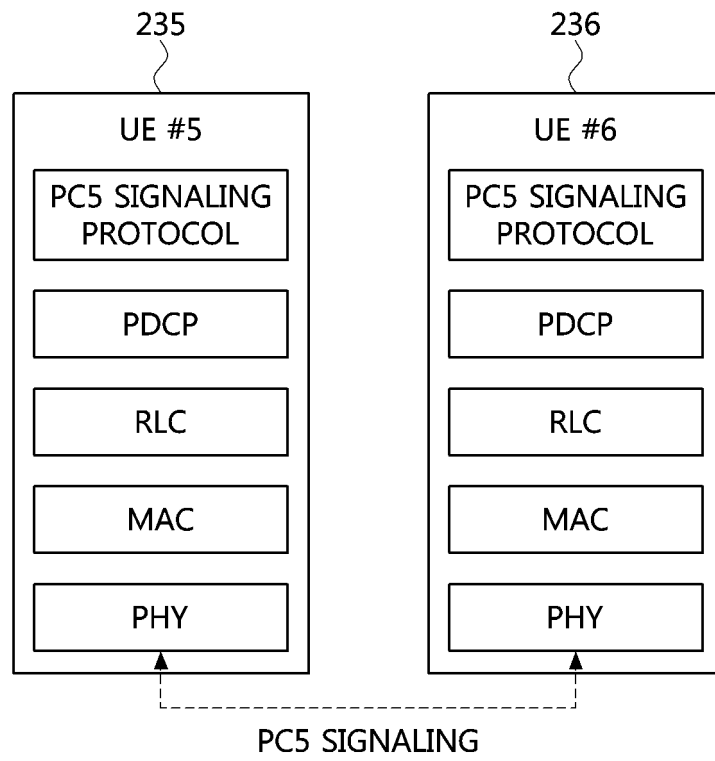 235
236
UE #5
UE #6
PC5 SIGNALING
PROTOCOL
PC5 SIGNALING
PROTOCOL
PDCP
PDCP
RLC
RLC
MAC
MAC
PHY
PHY
PC5 SIGNALING